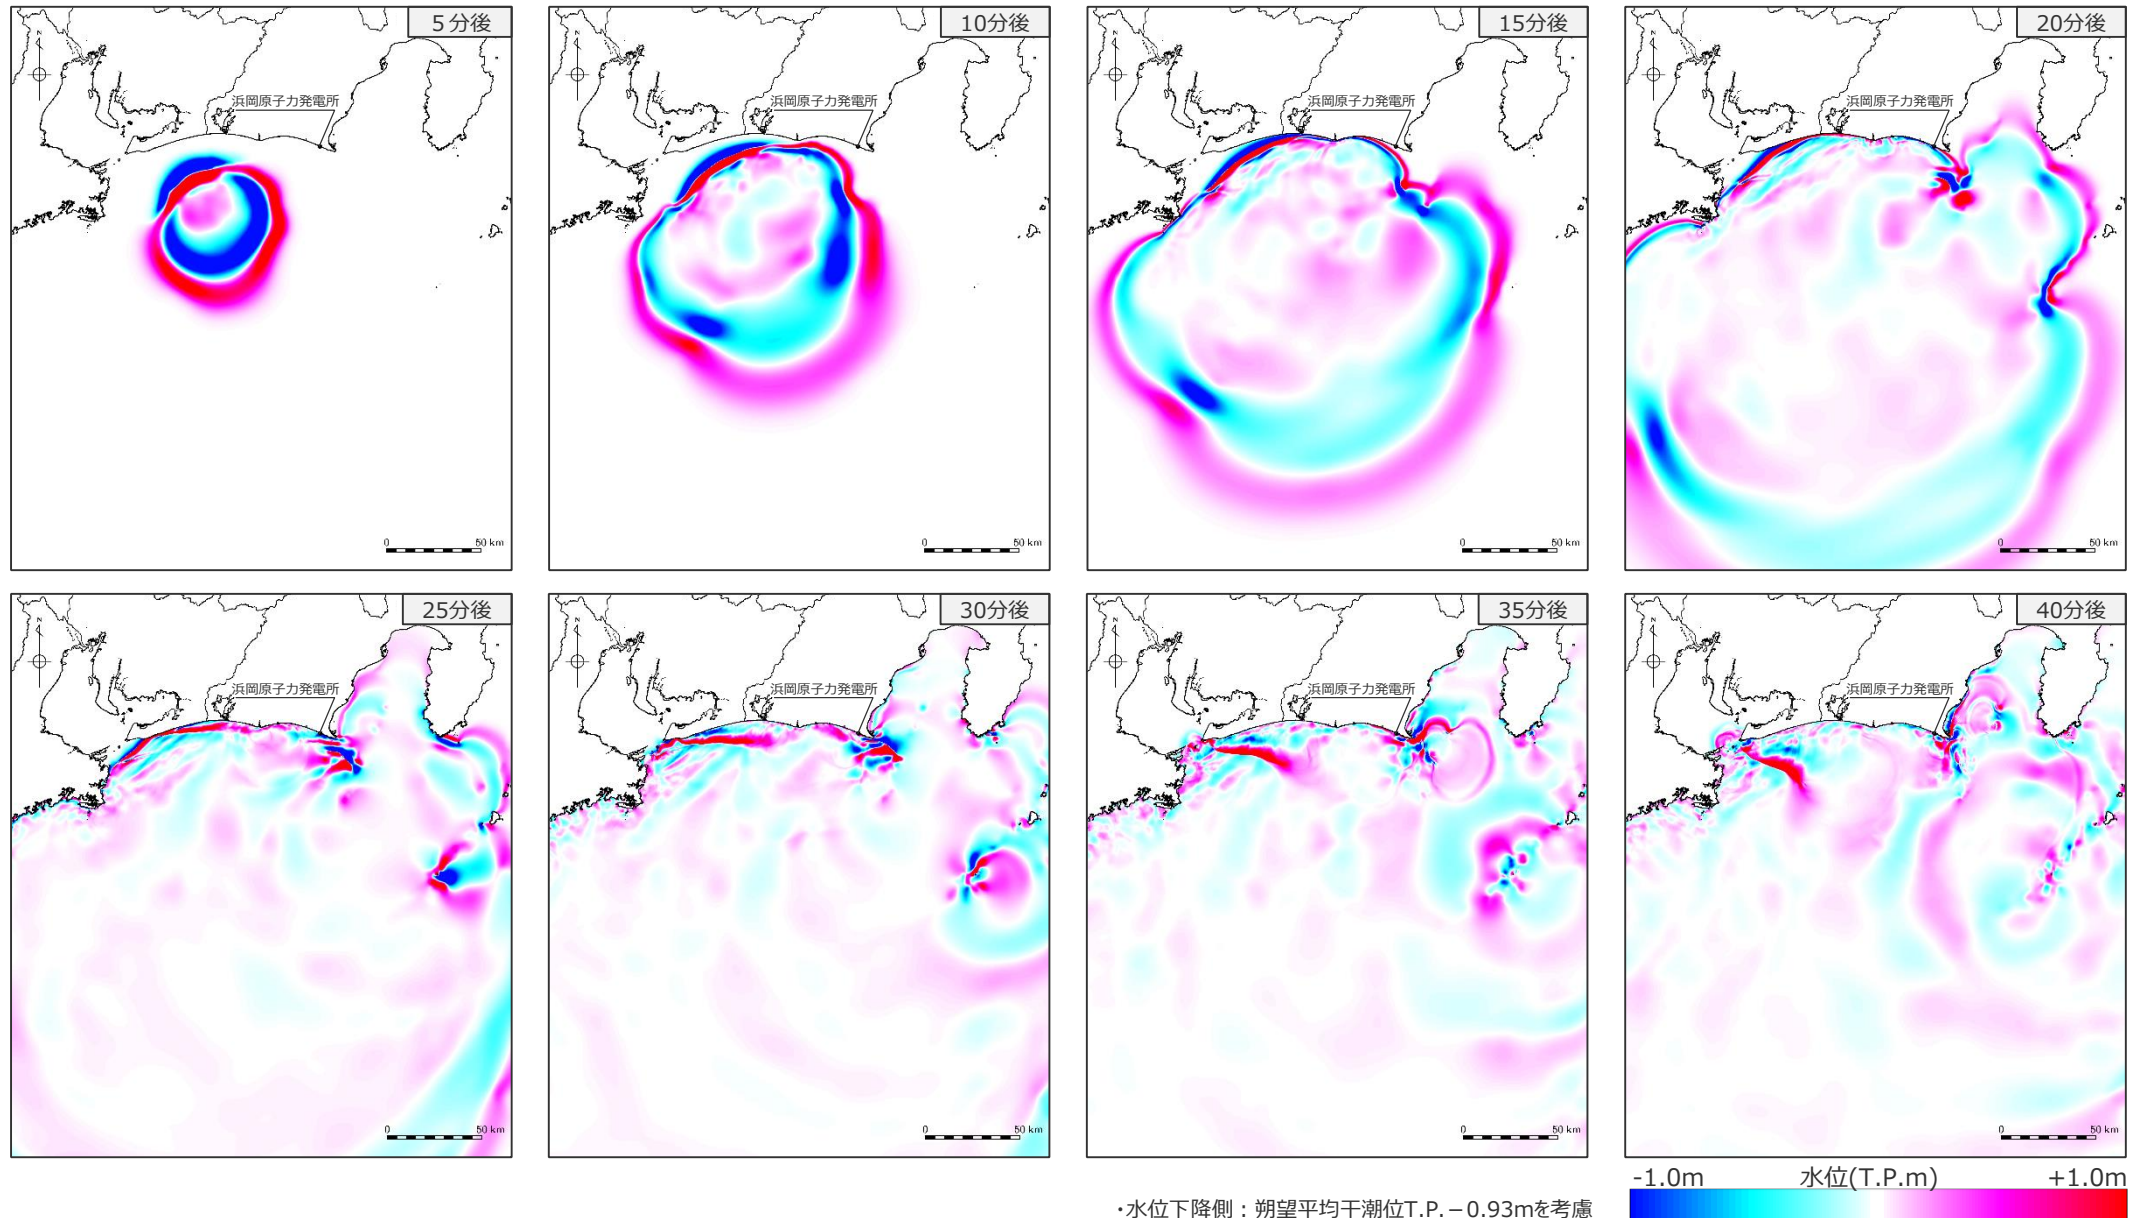 5分後
10分後
15分後
20分後
N
N
N
N
浜岡原子力発電所
浜岡原子力発電所
浜岡原子力発電所
浜岡原子力発電所
0 50 km
0 50 km
0 50 km
0 50 km
25分後
30分後
35分後
40分後
N
N
N
N
浜岡原子力発電所
浜岡原子力発電所
浜岡原子力発電所
浜岡原子力発電所
0 50 km
0 50 km
0 50 km
0 50 km
-1.0m 水位(T.P.m) +1.0m
・水位下降側：朔望平均干潮位T.P.－0.93mを考慮